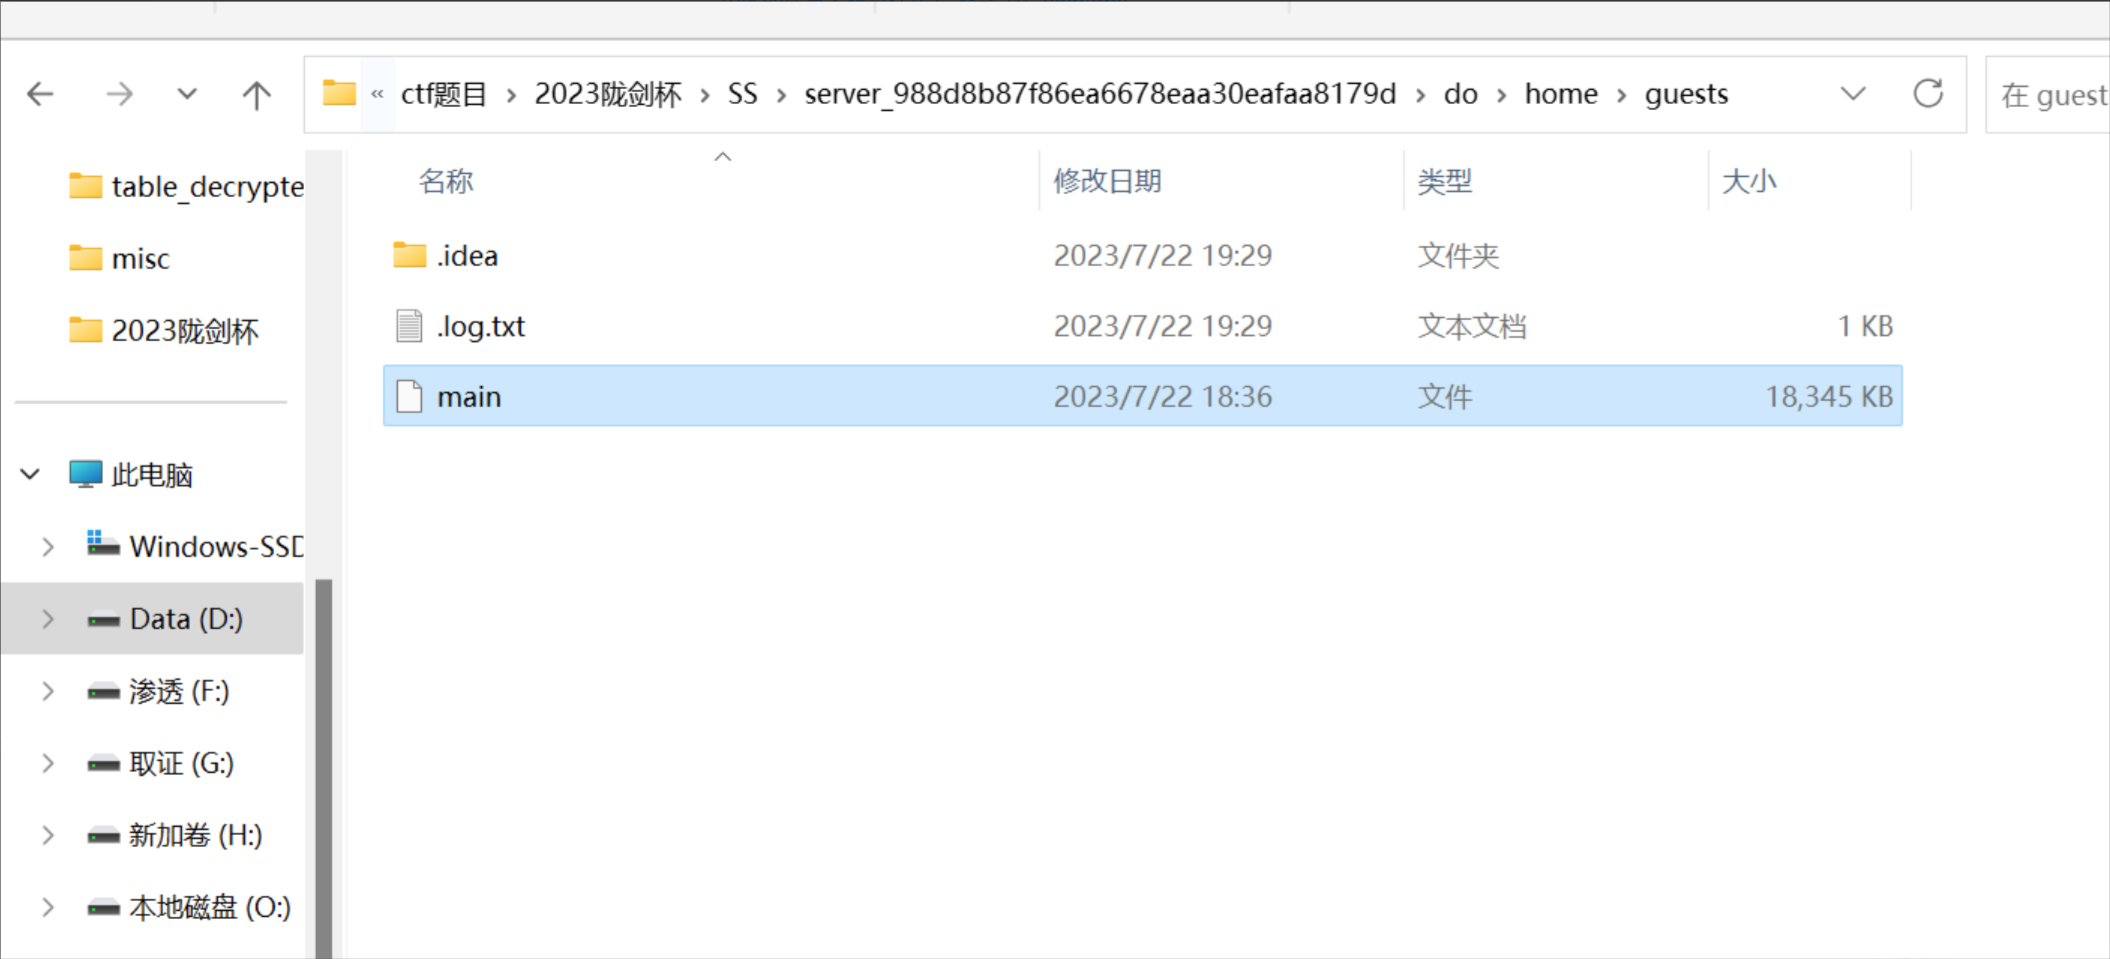 « ctf题目 › 2023陇剑杯 › SS › server_988d8b87f86ea6678eaa30eafaa8179d › do › home › guests
在 guest
名称 修改日期 类型 大小
table_decrypte
misc
2023陇剑杯
此电脑
Windows-SSD
Data (D:)
渗透 (F:)
取证 (G:)
新加卷 (H:)
本地磁盘 (O:)
.idea 2023/7/22 19:29 文件夹
.log.txt 2023/7/22 19:29 文本文档 1 KB
main 2023/7/22 18:36 文件 18,345 KB